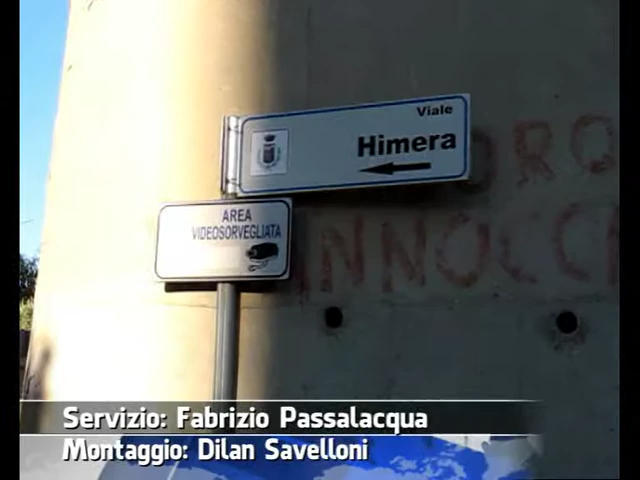 Viale
Himera
AREA
VIDEOSORVEGLIATA
Servizio: Fabrizio Passalacqua
Montaggio: Dilan Savelloni